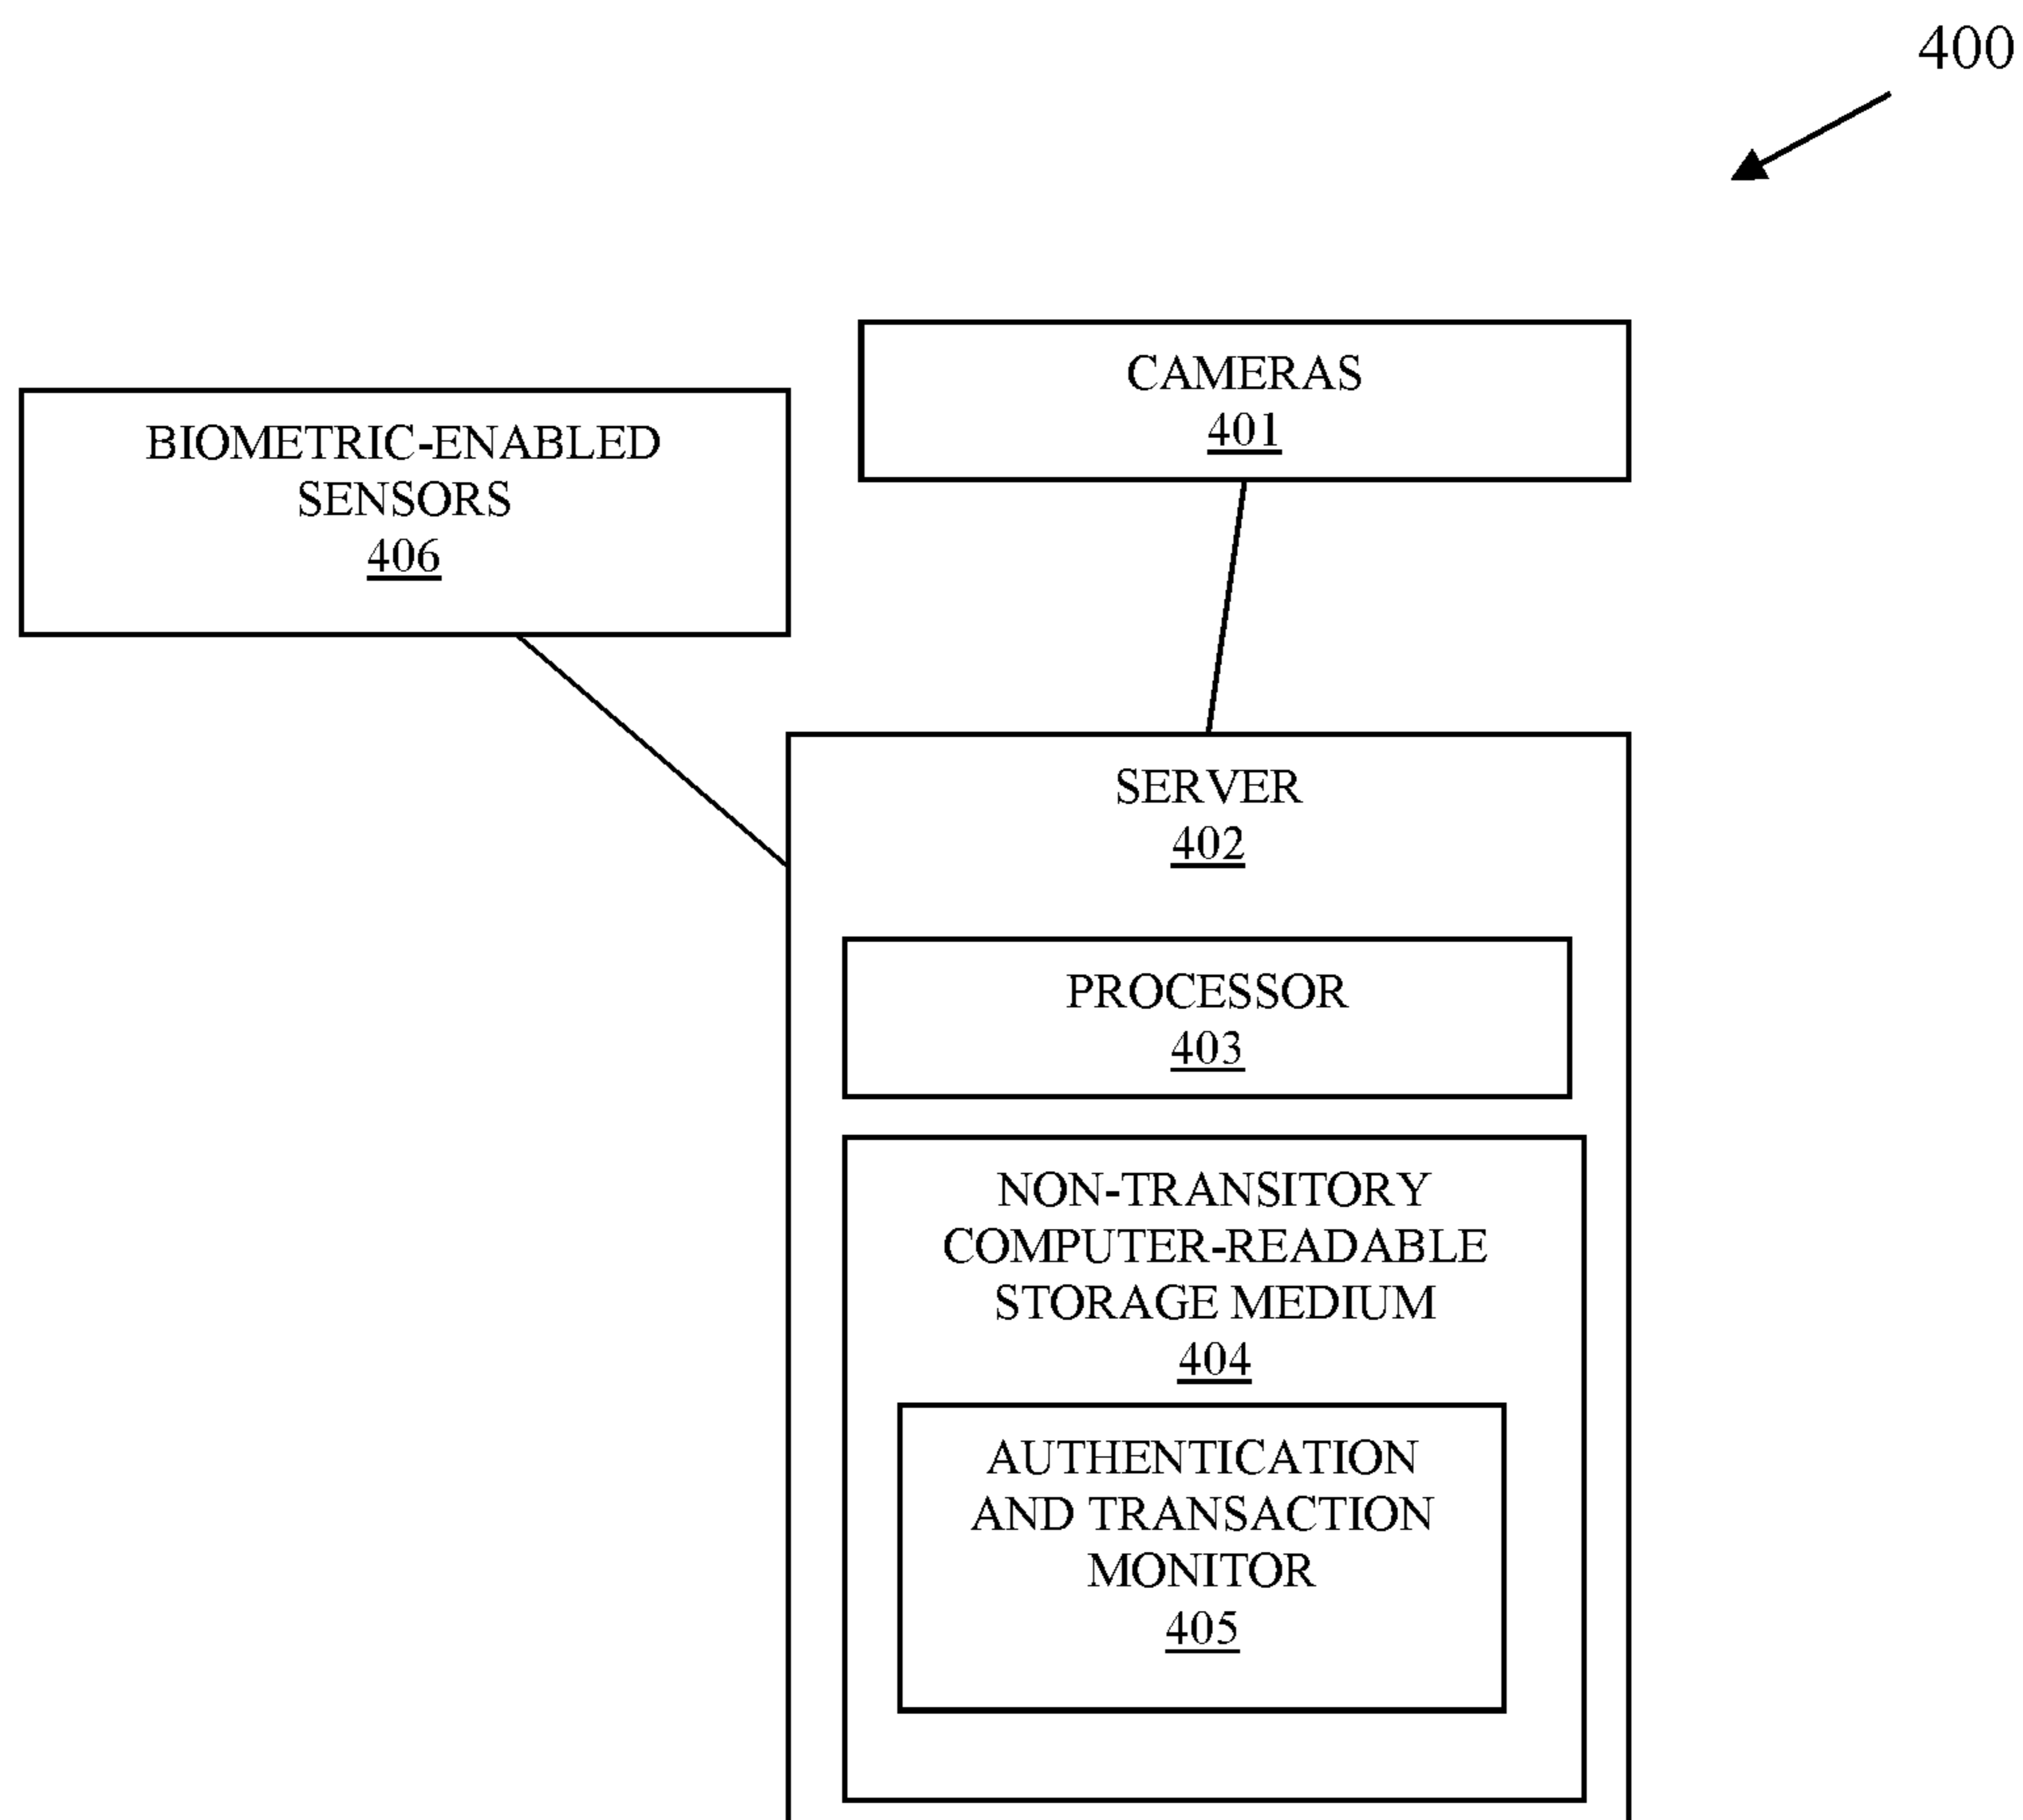 400
CAMERAS
401
BIOMETRIC-ENABLED
SENSORS
406
SERVER
402
PROCESSOR
403
NON-TRANSITORY
COMPUTER-READABLE
STORAGE MEDIUM
404
AUTHENTICATION
AND TRANSACTION
MONITOR
405